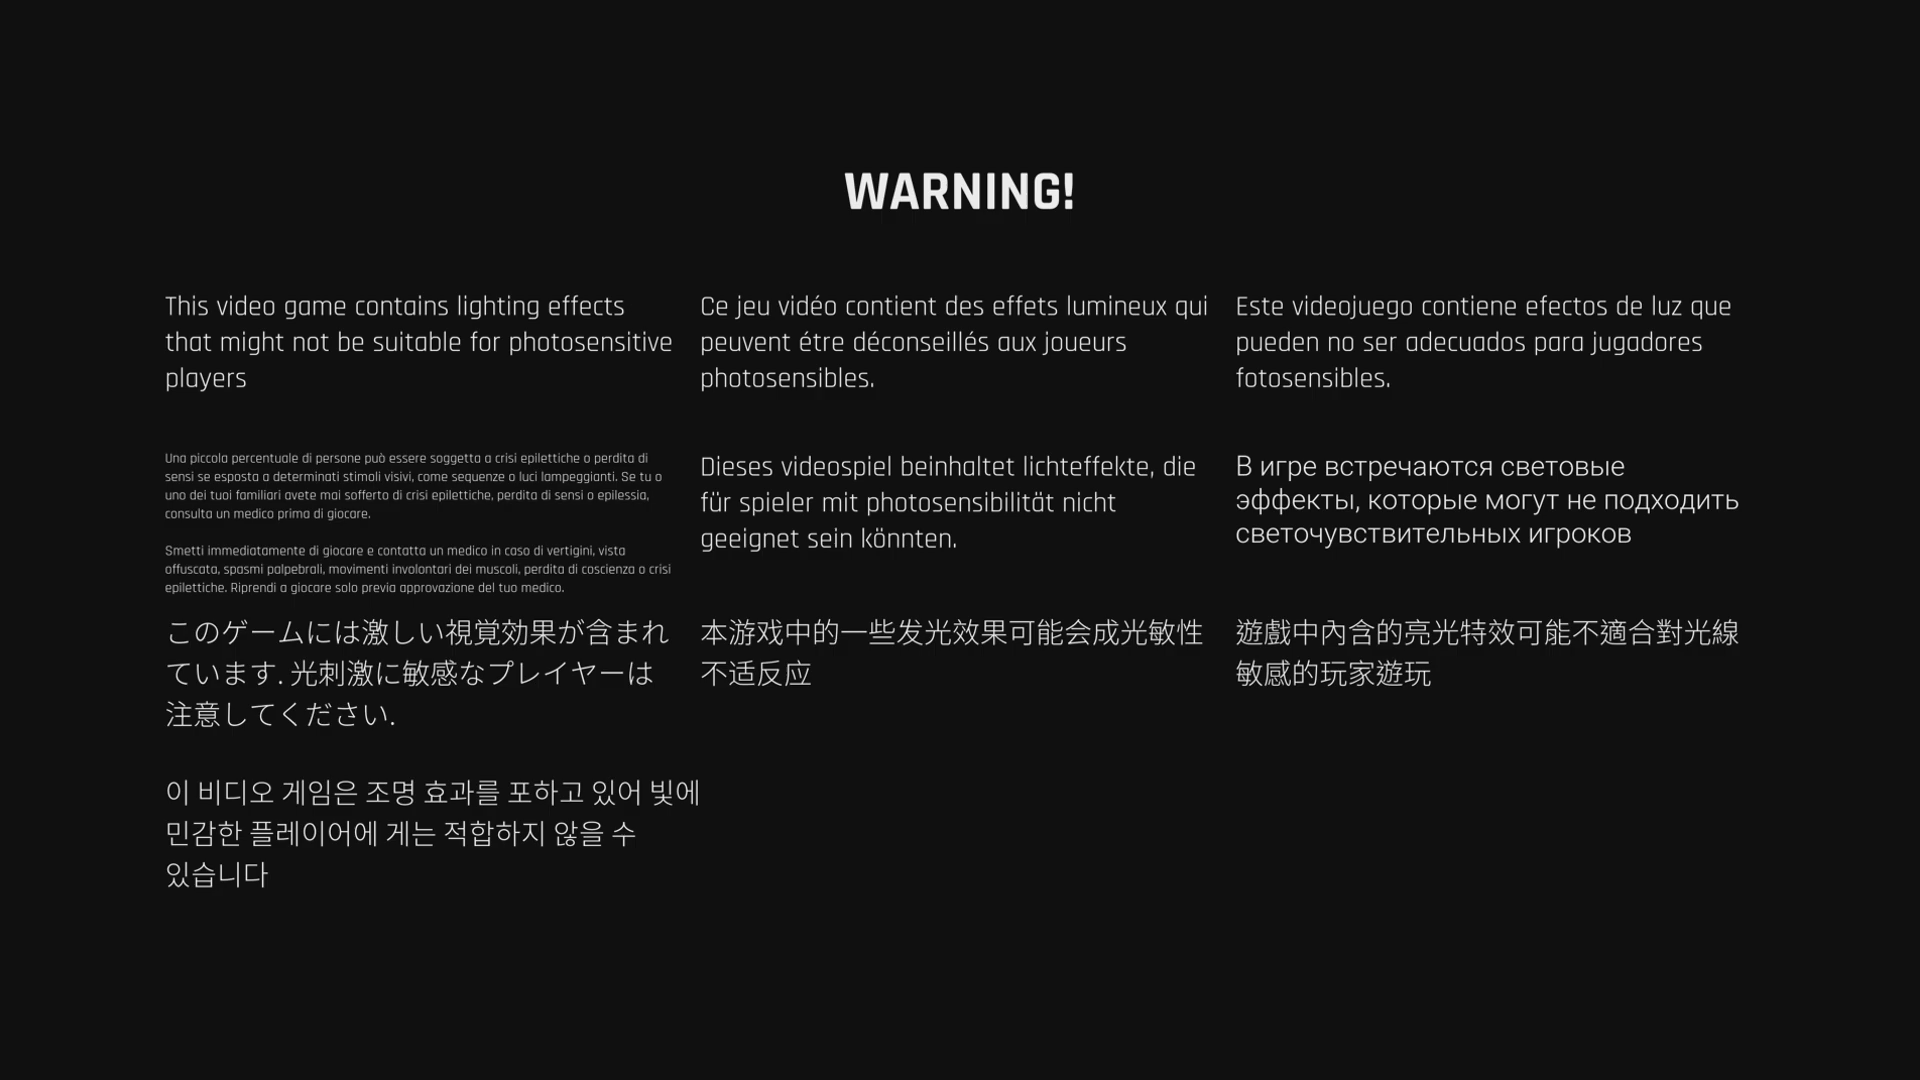 WARNING!
This video game contains lighting effects
that might not be suitable for photosensitive
players
Ce jeu vidéo contient des effets lumineux qui
peuvent étre déconseillés aux joueurs
photosensibles.
Este videojuego contiene efectos de luz que
pueden no ser adecuados para jugadores
fotosensibles.
Una piccola percentuale di persone può essere soggetta a crisi epilettiche o perdita di
sensi se esposta a determinati stimoli visivi, come sequenze o luci lampeggianti. Se tu o
uno dei tuoi familiari avete mai sofferto di crisi epilettiche, perdita di sensi o epilessia,
consulta un medico prima di giocare.
Smetti immediatamente di giocare e contatta un medico in caso di vertigini, vista
offuscata, spasmi palpebrali, movimenti involontari dei muscoli, perdita di coscienza o crisi
epilettiche. Riprendi a giocare solo previa approvazione del tuo medico.
Dieses videospiel beinhaltet lichteffekte, die
für spieler mit photosensibilität nicht
geeignet sein könnten.
В игре встречаются световые
эффекты, которые могут не подходить
светочувствительных игроков
このゲームには激しい視覚効果が含まれ
ています. 光刺激に敏感なプレイヤーは
注意してください.
本游戏中的一些发光效果可能会成光敏性
不适反应
遊戲中內含的亮光特效可能不適合對光線
敏感的玩家遊玩
이 비디오 게임은 조명 효과를 포하고 있어 빛에
민감한 플레이어에 게는 적합하지 않을 수
있습니다